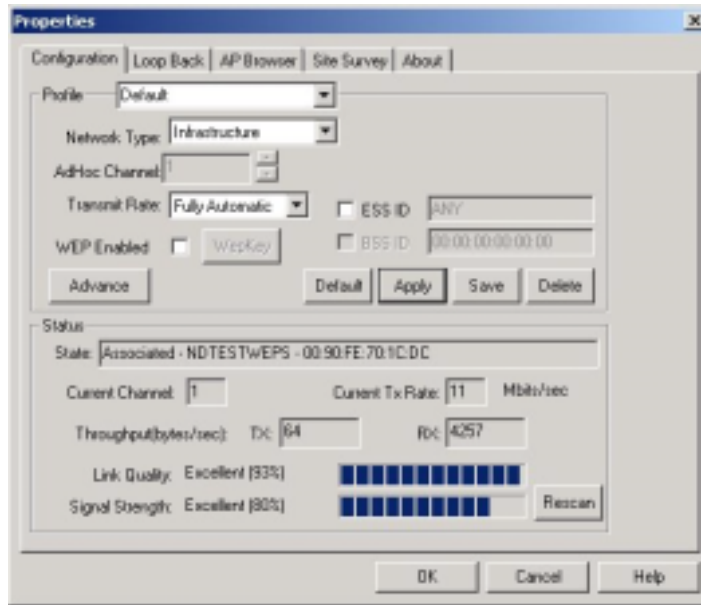 Properties
Configuration Loop Back AP Browser Site Survey About
Profile Default
Network Type: Infrastructure
AdHoc Channel: 1
Transmit Rate: Fully Automatic ESS ID ANY
WEP Enabled WepKey BSS ID 00:00:00:00:00:00
Advance Default Apply Save Delete
Status
State: Associated - NDTESTWEPS - 00:90:FE:70:1C:DC
Current Channel: 1 Current Tx Rate: 11 Mbits/sec
Throughput(bytes/sec): TX: 64 RX: 4257
Link Quality: Excellent (93%)
Signal Strength: Excellent (80%) Rescan
OK Cancel Help